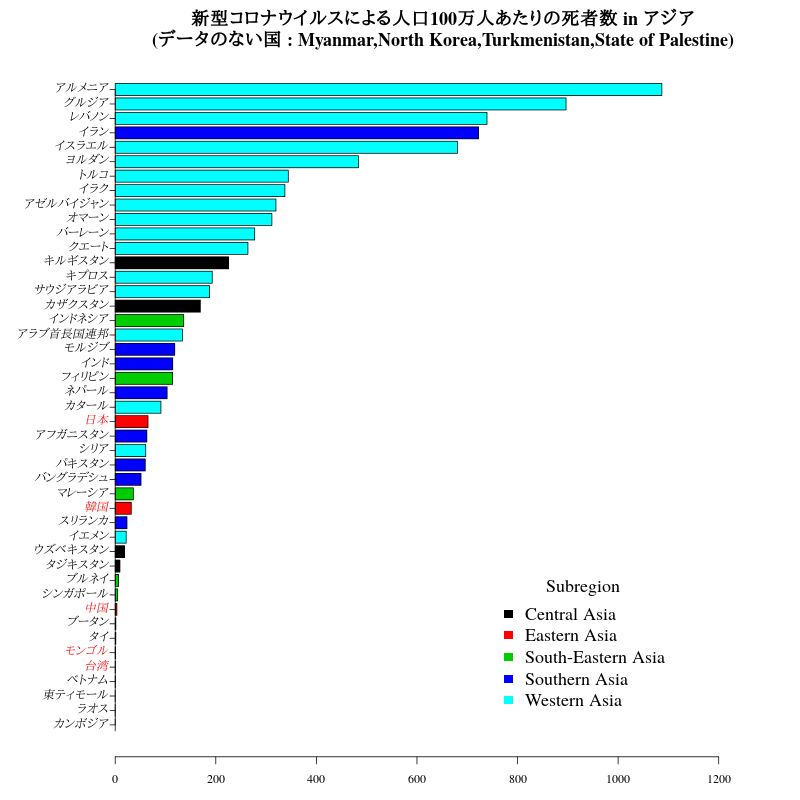 新型コロナウイルスによる人口100万人あたりの死者数 in アジア
(データのない国 : Myanmar,North Korea,Turkmenistan,State of Palestine)
アルメニア
グルジア
レバノン
イラン
イスラエル
ヨルダン
トルコ
イラク
アゼルバイジャン
オマーン
バーレーン
クエート
キルギスタン
キプロス
サウジアラビア
カザクスタン
インドネシア
アラブ首長国連邦
モルジブ
インド
フィリピン
ネパール
カタール
日本
アフガニスタン
シリア
パキスタン
バングラデシュ
マレーシア
韓国
スリランカ
イエメン
ウズベキスタン
タジキスタン
ブルネイ
シンガポール
中国
ブータン
タイ
モンゴル
台湾
ベトナム
東ティモール
ラオス
カンボジア
Subregion
Central Asia
Eastern Asia
South-Eastern Asia
Southern Asia
Western Asia
0 200 400 600 800 1000 1200